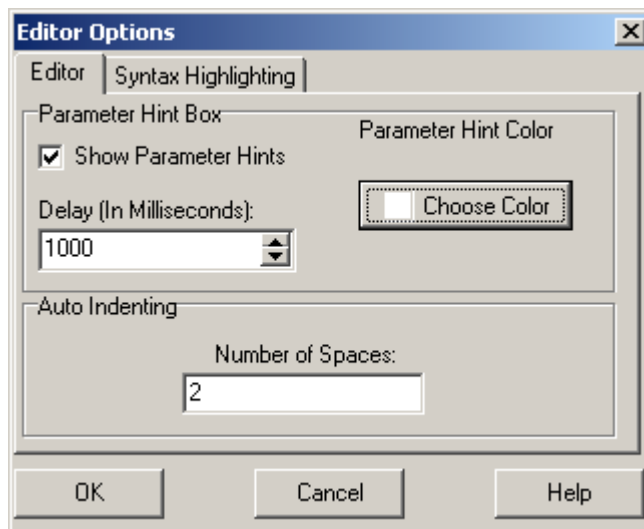 Editor Options
Editor
Syntax Highlighting
Parameter Hint Box
Parameter Hint Color
Show Parameter Hints
Choose Color
Delay (In Milliseconds):
1000
Auto Indenting
Number of Spaces:
2
OK
Cancel
Help